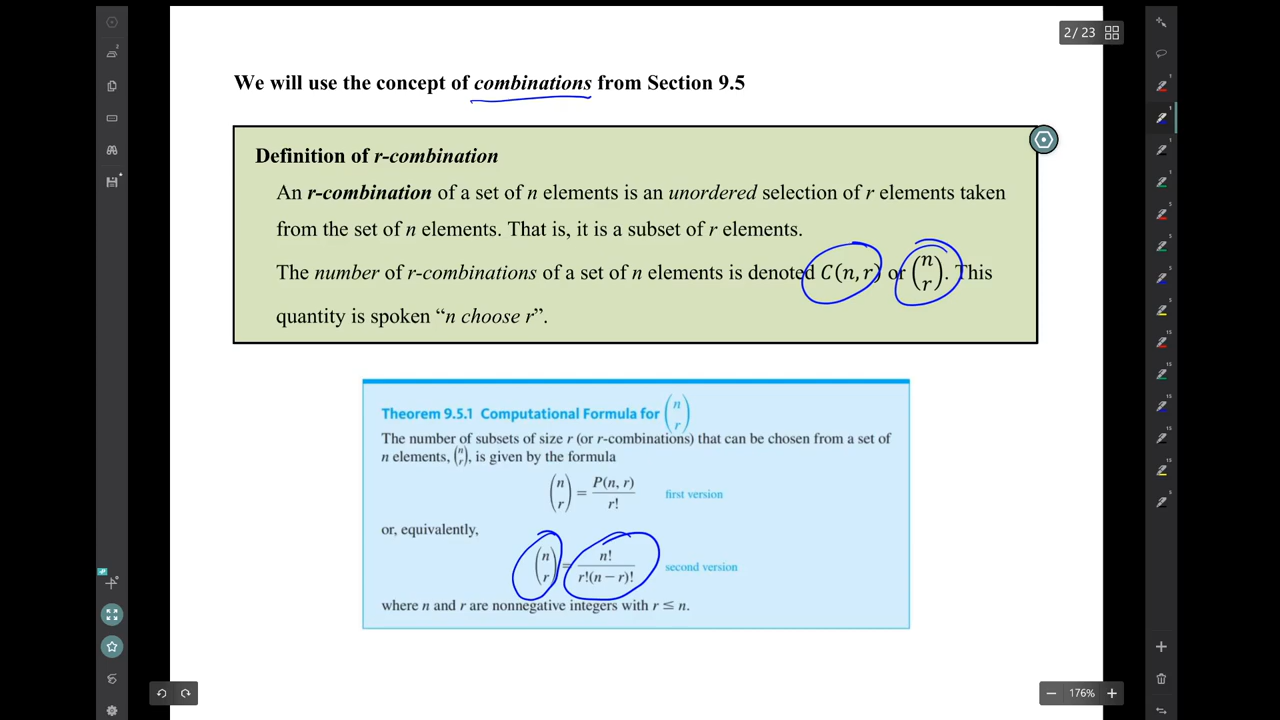 2 / 23
We will use the concept of combinations from Section 9.5
Definition of r-combination
An r-combination of a set of n elements is an unordered selection of r elements taken
from the set of n elements. That is, it is a subset of r elements.
The number of r-combinations of a set of n elements is denoted C(n, r) or (n r). This
quantity is spoken “n choose r”.
Theorem 9.5.1 Computational Formula for (n r)
The number of subsets of size r (or r-combinations) that can be chosen from a set of
n elements, (n r), is given by the formula
(n r) = P(n, r) / r! first version
or, equivalently,
(n r) = n! / r!(n − r)! second version
where n and r are nonnegative integers with r ≤ n.
176%